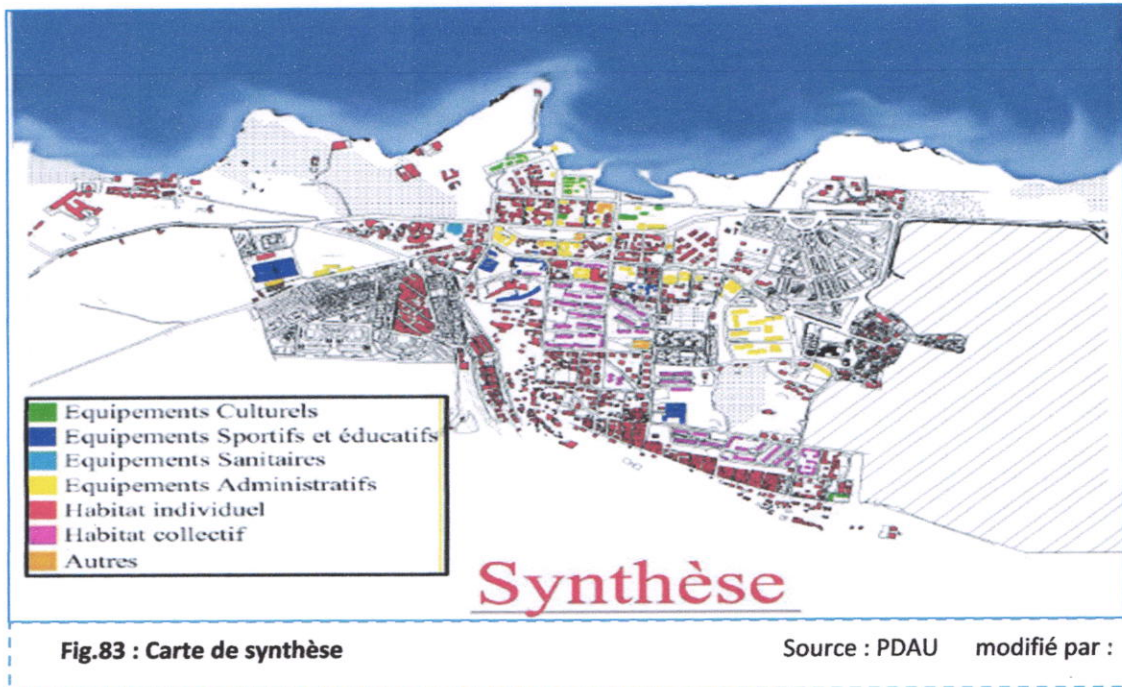 Equipements Culturels
Equipements Sportifs et éducatifs
Equipements Sanitaires
Equipements Administratifs
Habitat individuel
Habitat collectif
Autres
Synthèse
Fig.83 : Carte de synthèse Source : PDAU modifié par :